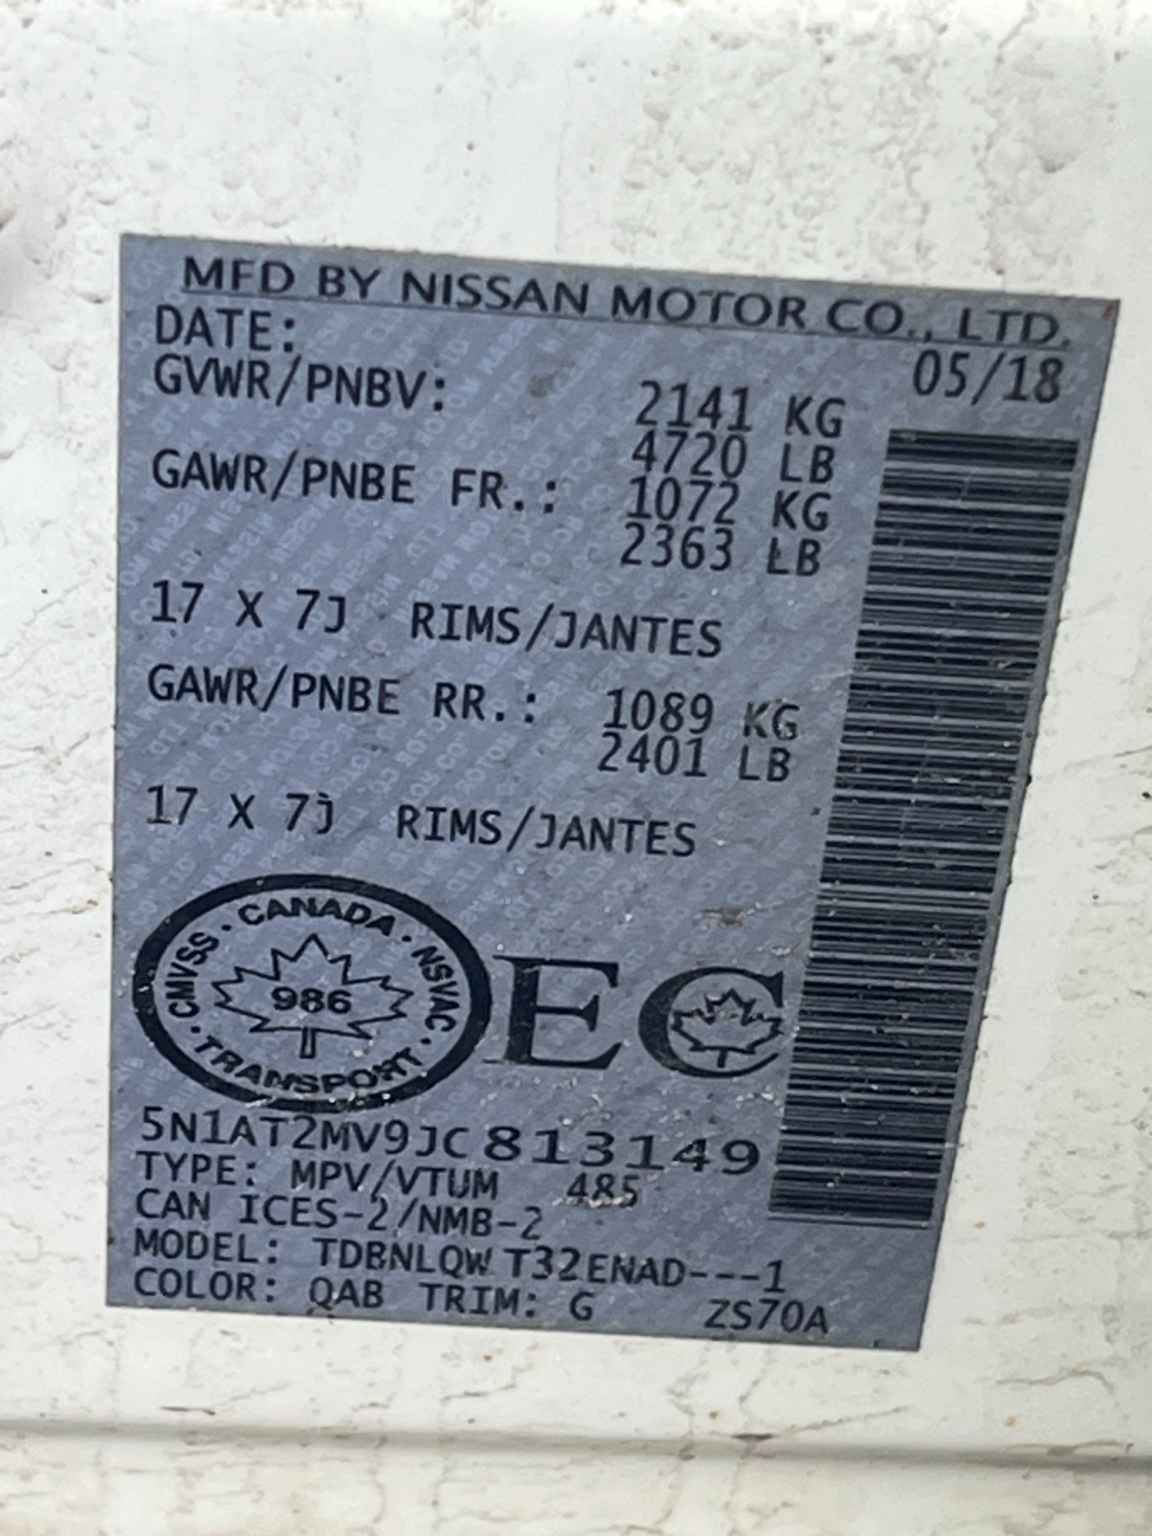 MFD BY NISSAN MOTOR CO., LTD.
DATE: 05/18
GVWR/PNBV: 2141 KG
4720 LB
GAWR/PNBE FR.: 1072 KG
2363 LB
17 X 7J RIMS/JANTES
GAWR/PNBE RR.: 1089 KG
2401 LB
17 X 7J RIMS/JANTES
CANADA · NSVAC · TRANSPORT · CMVSS ·
986
EC
5N1AT2MV9JC813149
TYPE: MPV/VTUM 485
CAN ICES-2/NMB-2
MODEL: TDBNLQW T32ENAD---1
COLOR: QAB TRIM: G ZS70A